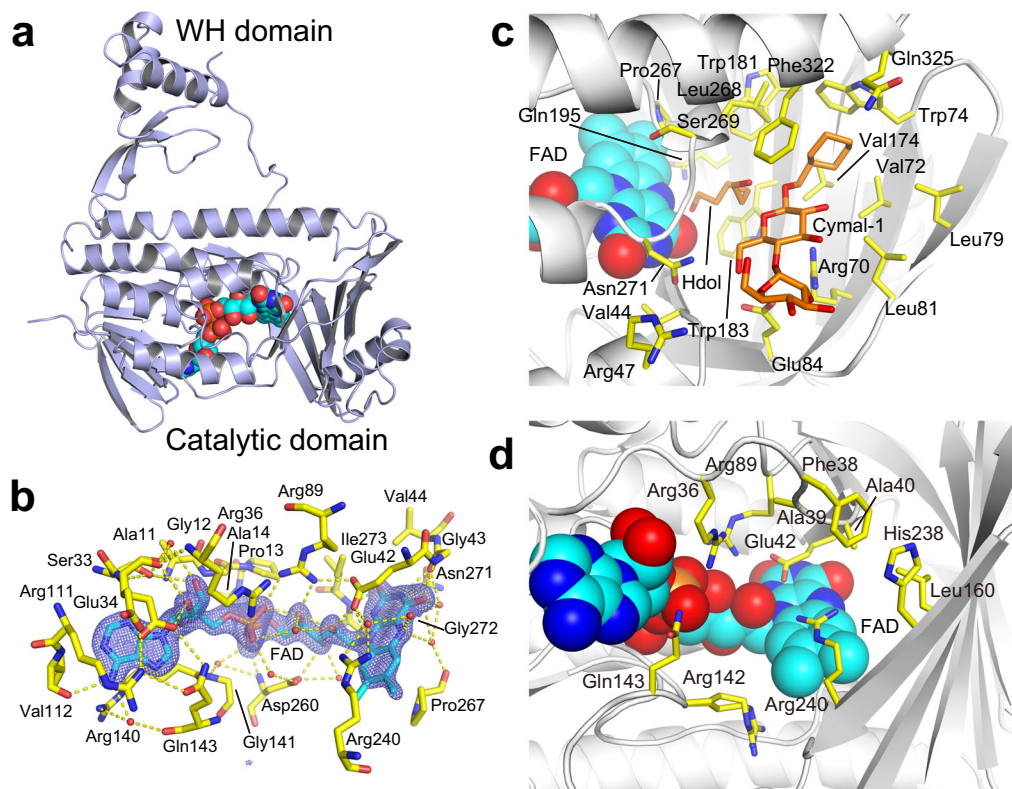 a
WH domain
Catalytic domain
b
Arg89
Val44
Arg36
Ala11
Gly12
Ala14
Ile273
Gly43
Ser33
Pro13
Glu42
Asn271
Arg111
Glu34
Gly272
FAD
Val112
Asp260
Pro267
Arg140
Gly141
Gln143
Arg240
c
Trp181
Phe322
Gln325
Pro267
Leu268
Gln195
Ser269
Trp74
FAD
Val174
Val72
Cymal-1
Leu79
Asn271
Hdol
Arg70
Val44
Leu81
Trp183
Arg47
Glu84
d
Arg89
Phe38
Arg36
Ala40
Ala39
Glu42
His238
Leu160
FAD
Gln143
Arg142
Arg240